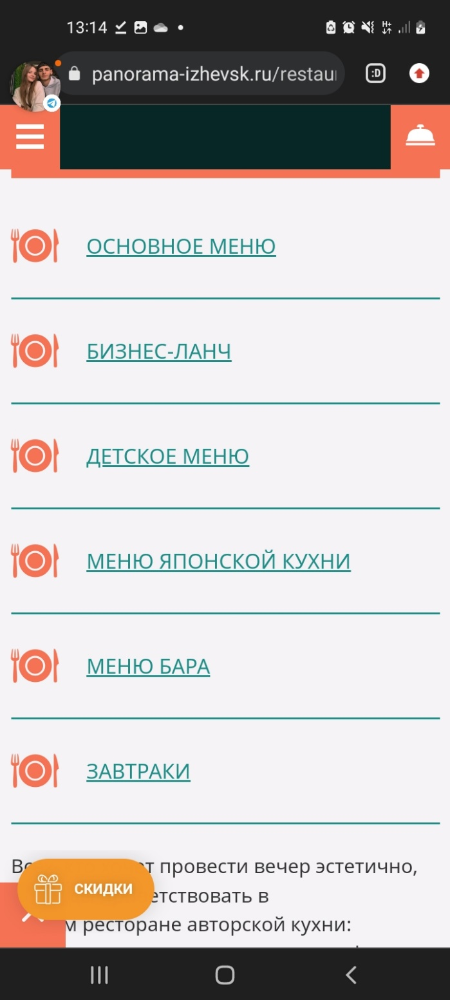 13:14
H+
panorama-izhevsk.ru/restau
:D
ОСНОВНОЕ МЕНЮ
БИЗНЕС-ЛАНЧ
ДЕТСКОЕ МЕНЮ
МЕНЮ ЯПОНСКОЙ КУХНИ
МЕНЮ БАРА
ЗАВТРАКИ
провести вечер эстетично,
СКИДКИ
етствовать в
м ресторане авторской кухни: